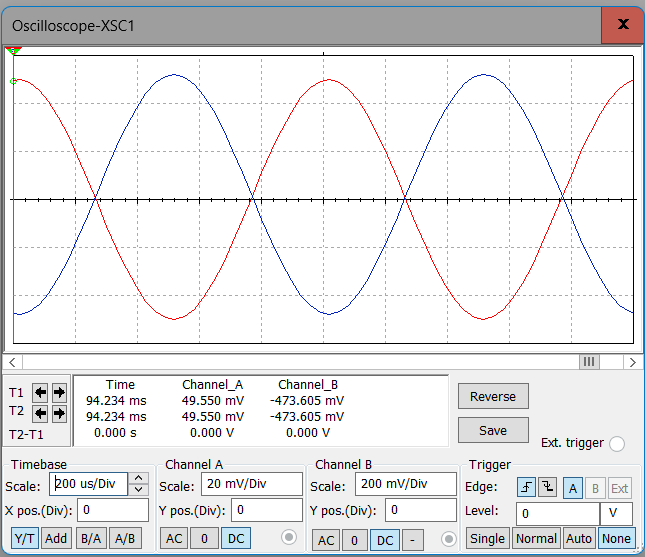 Oscilloscope-XSC1
x
T1
T2
T2-T1
Time Channel_A Channel_B
94.234 ms 49.550 mV -473.605 mV
94.234 ms 49.550 mV -473.605 mV
0.000 s 0.000 V 0.000 V
Reverse
Save
Ext. trigger
Timebase
Scale: 200 us/Div
X pos.(Div): 0
Y/T Add B/A A/B
Channel A
Scale: 20 mV/Div
Y pos.(Div): 0
AC 0 DC
Channel B
Scale: 200 mV/Div
Y pos.(Div): 0
AC 0 DC -
Trigger
Edge: A B Ext
Level: 0 V
Single Normal Auto None